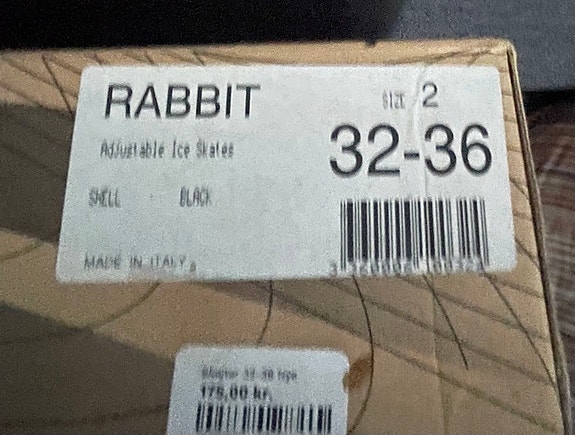 RABBIT
SIZE 2
Adjustable Ice Skates
32-36
SHELL BLACK
MADE IN ITALY
175,00 kr.